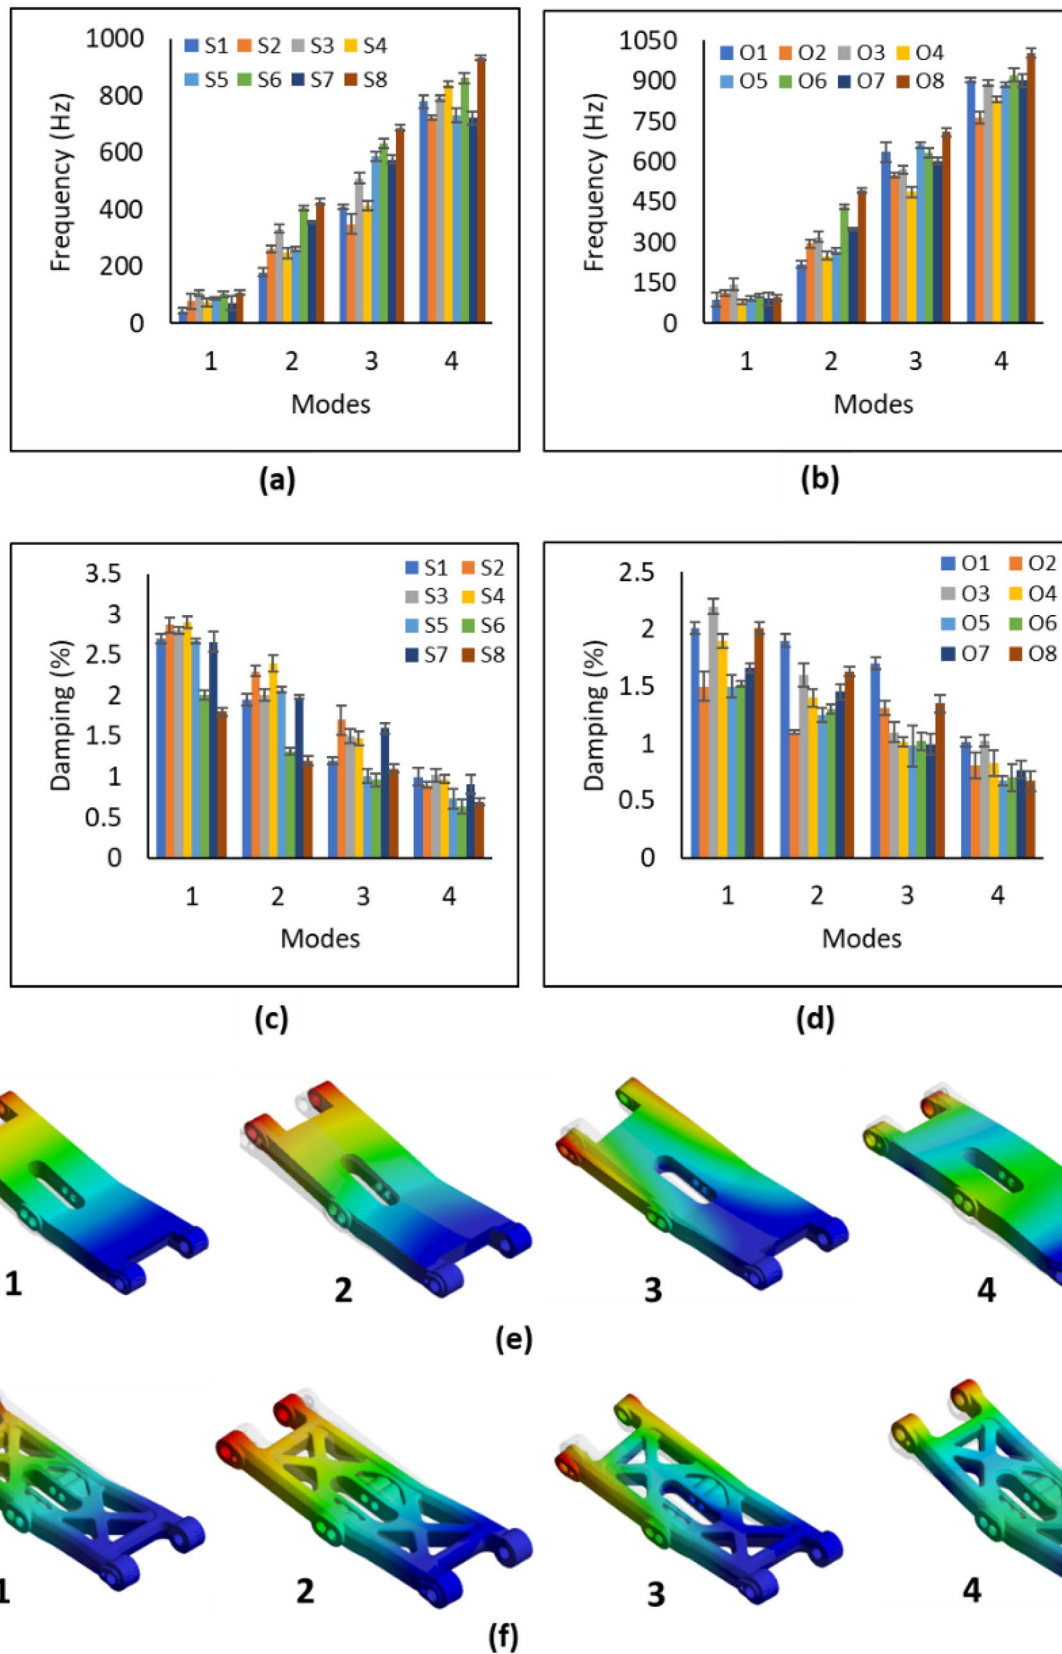 S1 S2 S3 S4
S5 S6 S7 S8
1000
800
600
400
200
0
Frequency (Hz)
1 2 3 4
Modes
(a)
O1 O2 O3 O4
O5 O6 O7 O8
1050
900
750
600
450
300
150
0
Frequency (Hz)
1 2 3 4
Modes
(b)
S1 S2
S3 S4
S5 S6
S7 S8
3.5
3
2.5
2
1.5
1
0.5
0
Damping (%)
1 2 3 4
Modes
(c)
O1 O2
O3 O4
O5 O6
O7 O8
2.5
2
1.5
1
0.5
0
Damping (%)
1 2 3 4
Modes
(d)
1 2 3 4
(e)
1 2 3 4
(f)